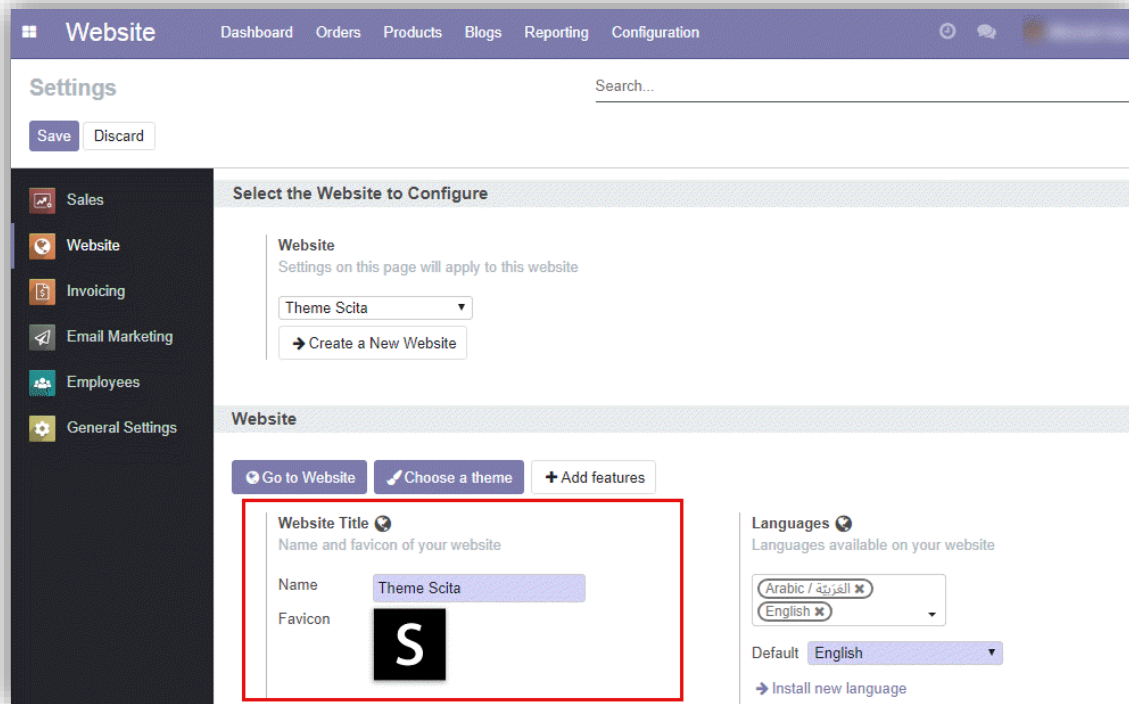 Website Dashboard Orders Products Blogs Reporting Configuration
Settings
Search...
Save Discard
Sales
Website
Invoicing
Email Marketing
Employees
General Settings
Select the Website to Configure
Website
Settings on this page will apply to this website
Theme Scita
Create a New Website
Website
Go to Website Choose a theme Add features
Website Title
Name and favicon of your website
Name Theme Scita
Favicon
S
Languages
Languages available on your website
Arabic / الْعَرَبيّة
English
Default English
Install new language